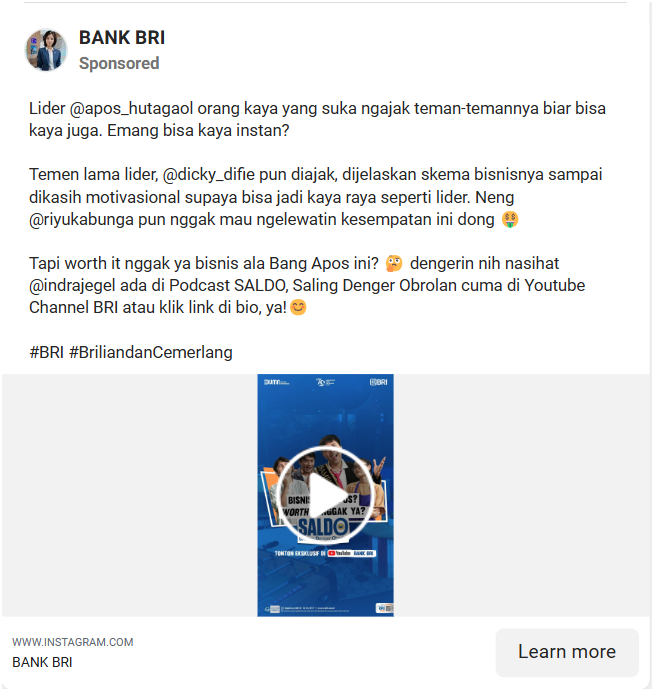 BANK BRI
Sponsored
Lider @apos_hutagaol orang kaya yang suka ngajak teman-temannya biar bisa
kaya juga. Emang bisa kaya instan?
Temen lama lider, @dicky_difie pun diajak, dijelaskan skema bisnisnya sampai
dikasih motivasional supaya bisa jadi kaya raya seperti lider. Neng
@riyukabunga pun nggak mau ngelewatin kesempatan ini dong 🤑
Tapi worth it nggak ya bisnis ala Bang Apos ini? 🤔 dengerin nih nasihat
@indrajegel ada di Podcast SALDO, Saling Denger Obrolan cuma di Youtube
Channel BRI atau klik link di bio, ya!😊
#BRI #BriliandanCemerlang
BUMN
BRI
BISNIS
OS?
WORTH
NGGAK YA?
SALDO
TONTON EKSKLUSIF DI YouTube BANK BRI
WWW.INSTAGRAM.COM
BANK BRI
Learn more